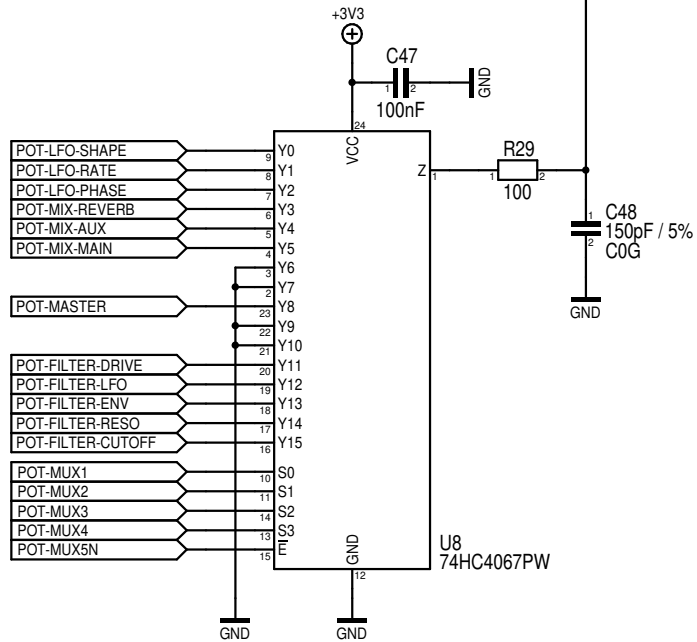 +3V3
C47
1 2
GND
100nF
24
VCC
POT-LFO-SHAPE 9 Y0
POT-LFO-RATE 8 Y1 Z 1 1 R29 2
POT-LFO-PHASE 7 Y2 100
POT-MIX-REVERB 6 Y3
POT-MIX-AUX 5 Y4 1 C48
POT-MIX-MAIN 4 Y5 2 150pF / 5%
3 Y6 C0G
2 Y7
POT-MASTER 23 Y8 GND
22 Y9
21 Y10
POT-FILTER-DRIVE 20 Y11
POT-FILTER-LFO 19 Y12
POT-FILTER-ENV 18 Y13
POT-FILTER-RESO 17 Y14
POT-FILTER-CUTOFF 16 Y15
POT-MUX1 10 S0
POT-MUX2 11 S1
POT-MUX3 14 S2
POT-MUX4 13 S3
POT-MUX5N 15 E
GND
12
U8
74HC4067PW
GND GND